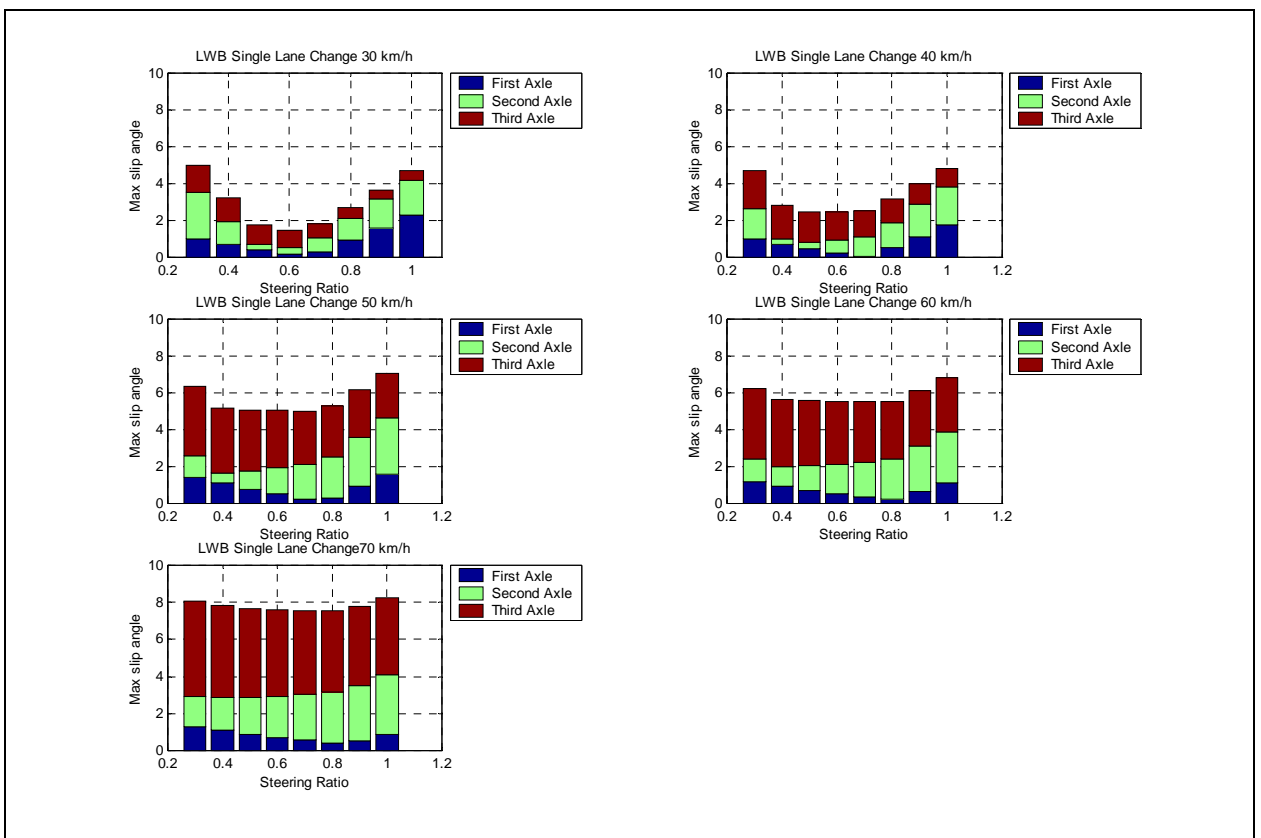 LWB Single Lane Change 30 km/h
Max slip angle
10
8
6
4
2
0
0.2 0.4 0.6 0.8 1
Steering Ratio
First Axle
Second Axle
Third Axle
LWB Single Lane Change 40 km/h
Max slip angle
10
8
6
4
2
0
0.2 0.4 0.6 0.8 1 1.2
Steering Ratio
First Axle
Second Axle
Third Axle
LWB Single Lane Change 50 km/h
Max slip angle
10
8
6
4
2
0
0.2 0.4 0.6 0.8 1 1.2
Steering Ratio
First Axle
Second Axle
Third Axle
LWB Single Lane Change 60 km/h
Max slip angle
10
8
6
4
2
0
0.2 0.4 0.6 0.8 1 1.2
Steering Ratio
First Axle
Second Axle
Third Axle
LWB Single Lane Change70 km/h
Max slip angle
10
8
6
4
2
0
0.2 0.4 0.6 0.8 1 1.2
Steering Ratio
First Axle
Second Axle
Third Axle